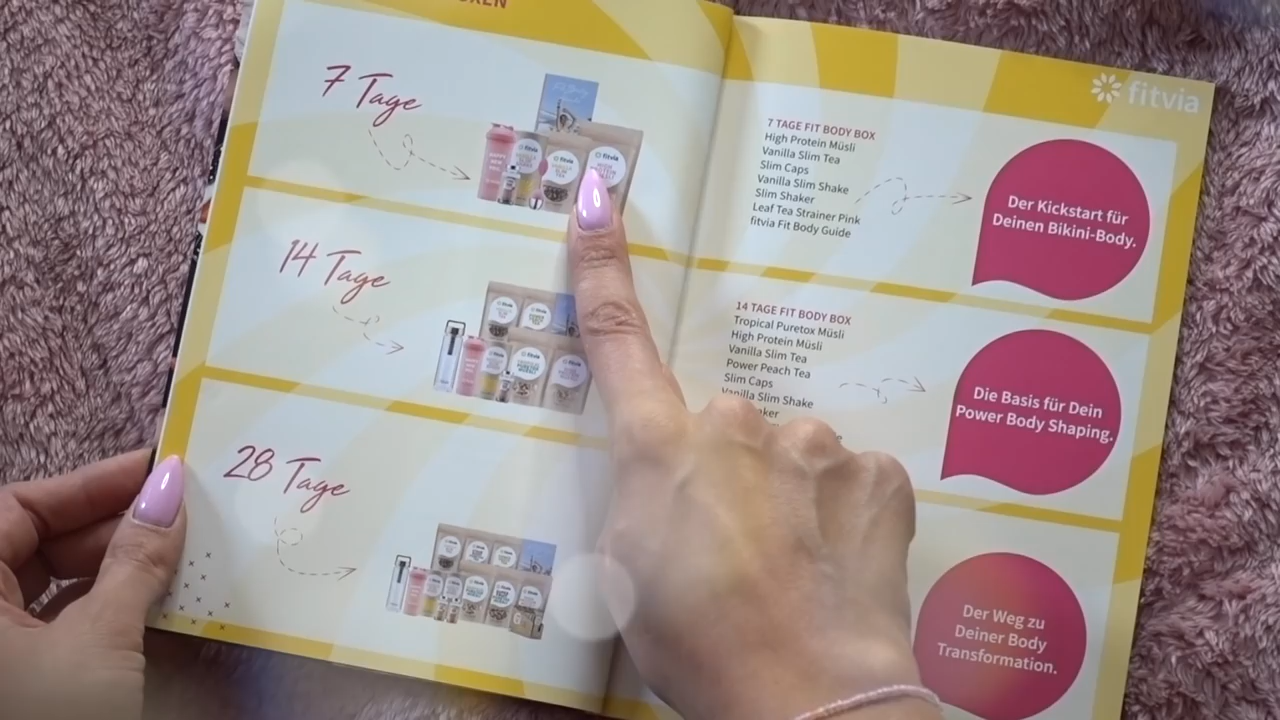 7 Tage
14 Tage
28 Tage
fitvia
7 TAGE FIT BODY BOX
High Protein Müsli
Vanilla Slim Tea
Slim Caps
Vanilla Slim Shake
Slim Shaker
Leaf Tea Strainer Pink
fitvia Fit Body Guide
Der Kickstart für
Deinen Bikini-Body.
14 TAGE FIT BODY BOX
Tropical Puretox Müsli
High Protein Müsli
Vanilla Slim Tea
Power Peach Tea
Slim Caps
Vanilla Slim Shake
Die Basis für Dein
Power Body Shaping.
Der Weg zu
Deiner Body
Transformation.